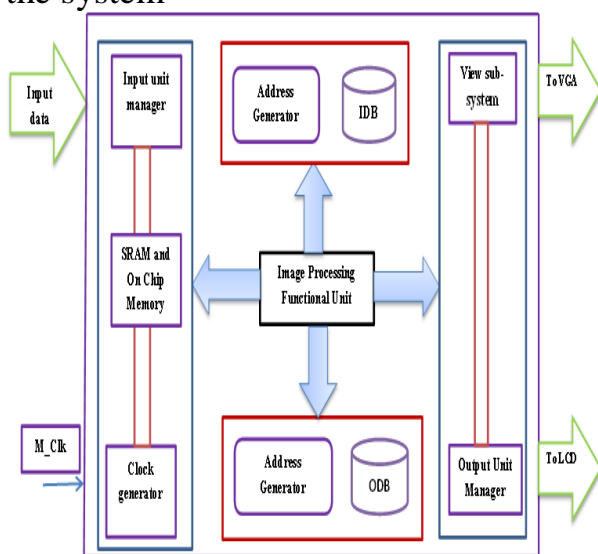 the system
Input
data
Input unit
manager
Address
Generator
IDB
View sub-
system
ToVGA
SRAM and
On Chip
Memory
Image Processing
Functional Unit
M_Clk
Clock
generator
Address
Generator
ODB
Output Unit
Manager
ToLCD